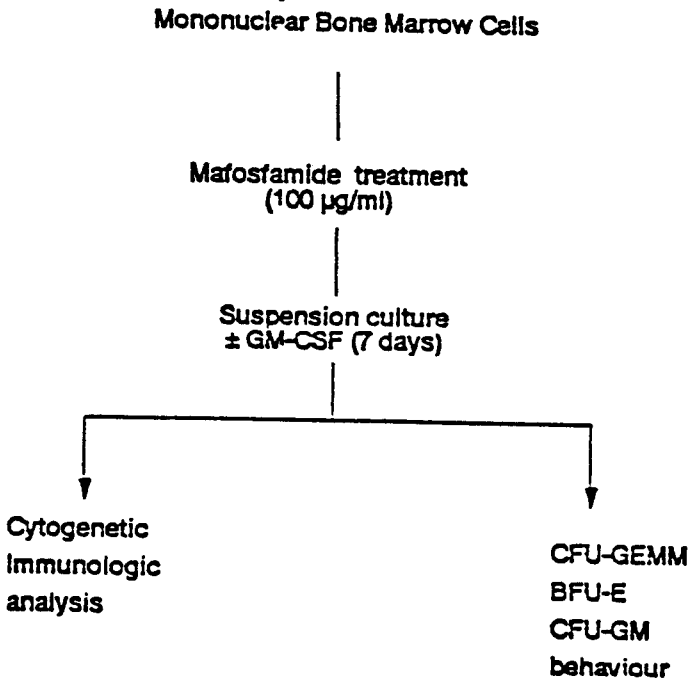 Mononuclear Bone Marrow Cells
Mafosfamide treatment
(100 µg/ml)
Suspension culture
± GM-CSF (7 days)
Cytogenetic
Immunologic
analysis
CFU-GEMM
BFU-E
CFU-GM
behaviour